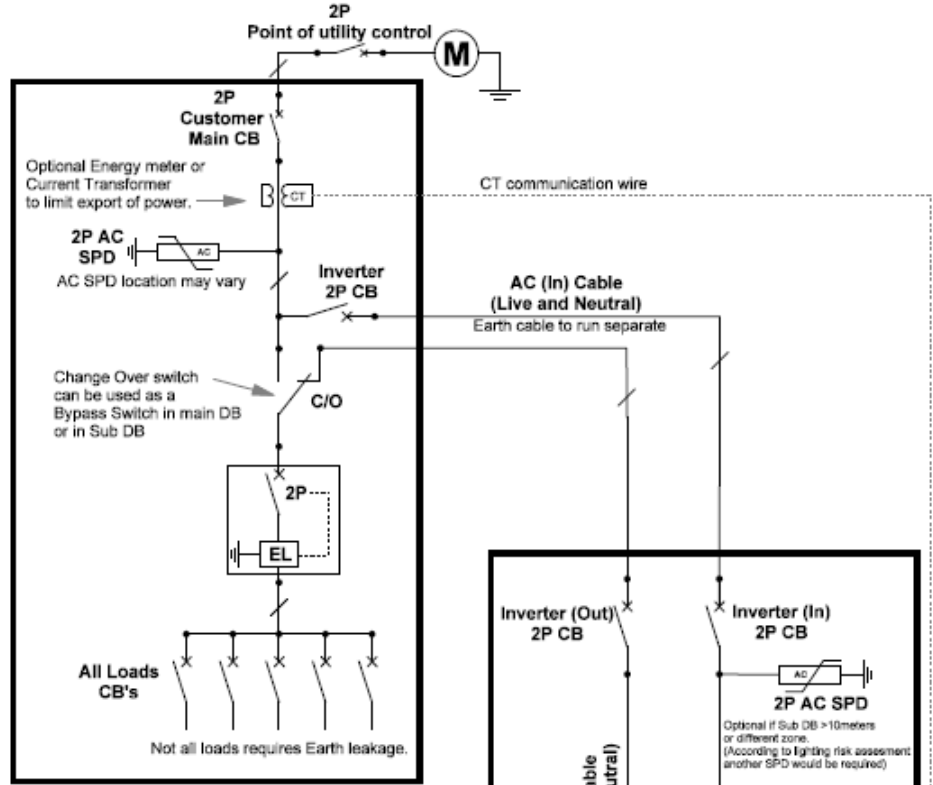 2P
Point of utility control
M
2P
Customer
Main CB
Optional Energy meter or
Current Transformer
to limit export of power.
CT
CT communication wire
2P AC
SPD
AC
AC SPD location may vary
Inverter
2P CB
AC (In) Cable
(Live and Neutral)
Earth cable to run separate
Change Over switch
can be used as a
Bypass Switch in main DB
or in Sub DB
C/O
2P
EL
All Loads
CB's
Not all loads requires Earth leakage.
Inverter (Out)
2P CB
Inverter (In)
2P CB
AC
2P AC SPD
Optional if Sub DB >10meters
or different zone.
(According to lighting risk assesment
another SPD would be required)